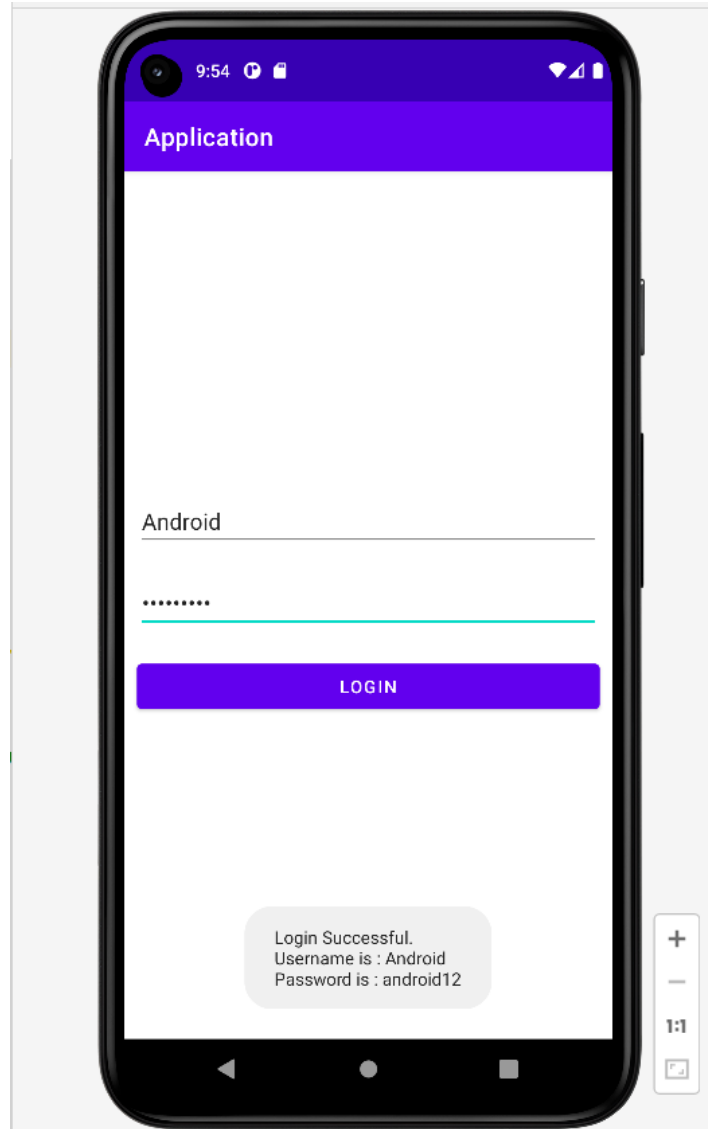 9:54
Application
Android
•••••••••
LOGIN
Login Successful.
Username is : Android
Password is : android12
1:1